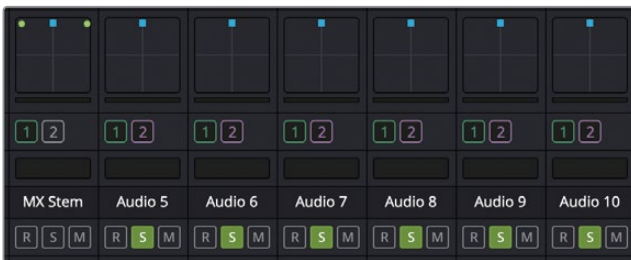 1 2 1 2 1 2 1 2 1 2 1 2 1 2
MX Stem Audio 5 Audio 6 Audio 7 Audio 8 Audio 9 Audio 10
R S M R S M R S M R S M R S M R S M R S M